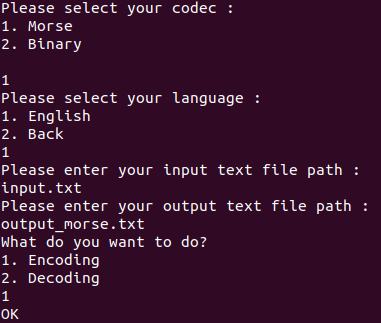 Please select your codec :
1. Morse
2. Binary
1
Please select your language :
1. English
2. Back
1
Please enter your input text file path :
input.txt
Please enter your output text file path :
output_morse.txt
What do you want to do?
1. Encoding
2. Decoding
1
OK